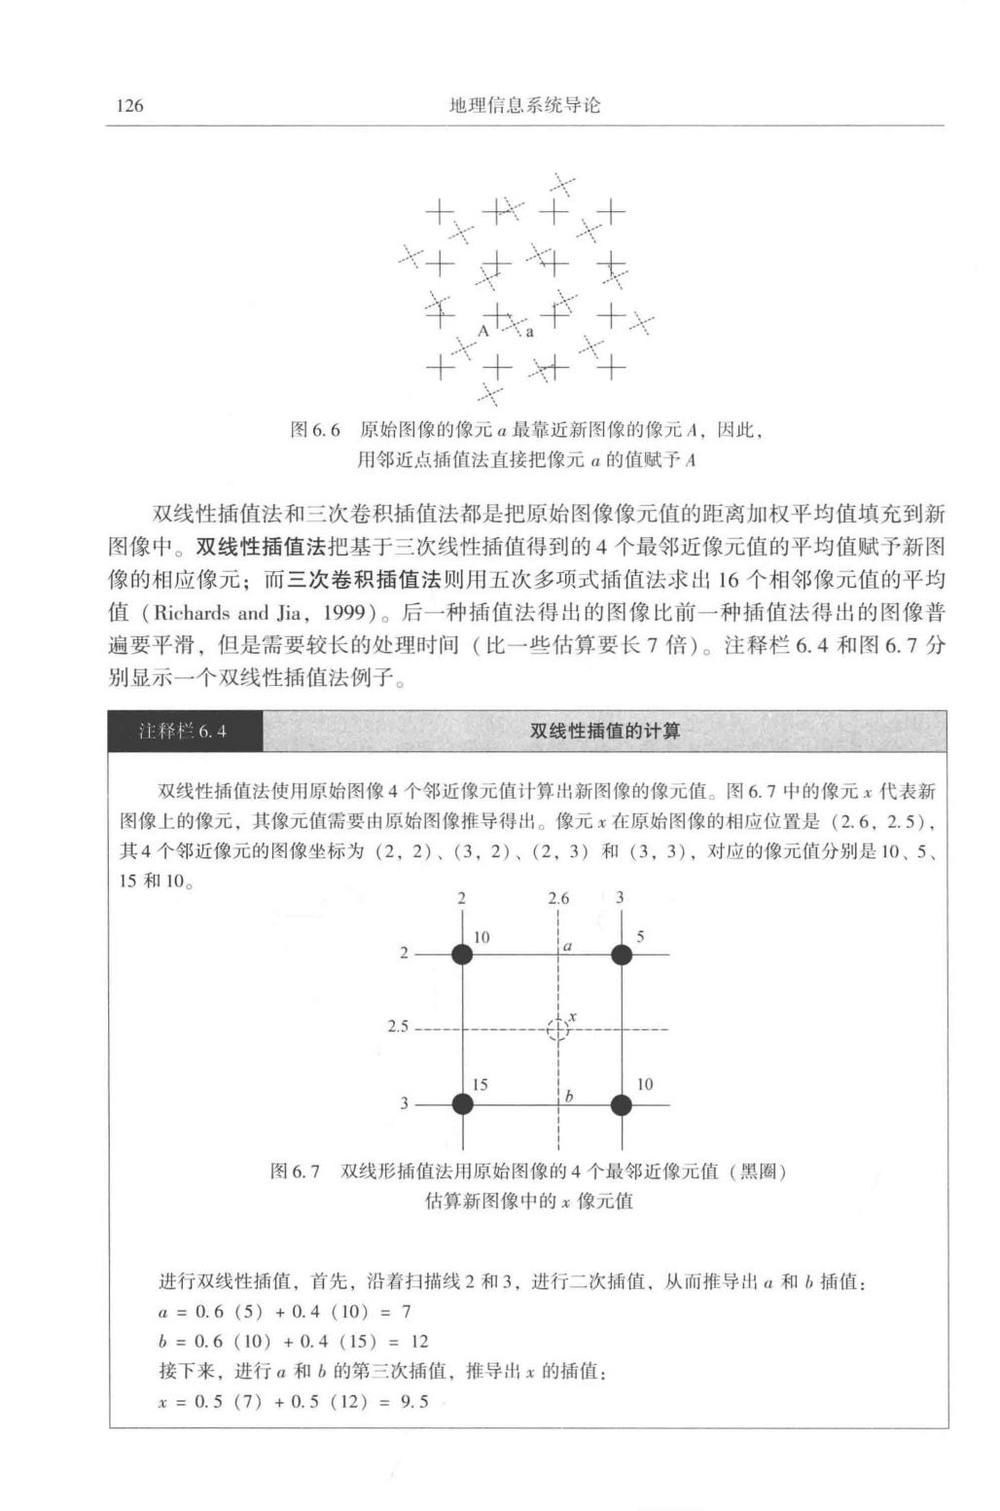 126
地理信息系统导论
A
a
图 6.6 原始图像的像元 a 最靠近新图像的像元 A，因此，
用邻近点插值法直接把像元 a 的值赋予 A
双线性插值法和三次卷积插值法都是把原始图像像元值的距离加权平均值填充到新
图像中。双线性插值法把基于三次线性插值得到的 4 个最邻近像元值的平均值赋予新图
像的相应像元；而三次卷积插值法则用五次多项式插值法求出 16 个相邻像元值的平均
值（Richards and Jia，1999）。后一种插值法得出的图像比前一种插值法得出的图像普
遍要平滑，但是需要较长的处理时间（比一些估算要长 7 倍）。注释栏 6.4 和图 6.7 分
别显示一个双线性插值法例子。
注释栏 6.4
双线性插值的计算
双线性插值法使用原始图像 4 个邻近像元值计算出新图像的像元值。图 6.7 中的像元 x 代表新
图像上的像元，其像元值需要由原始图像推导得出。像元 x 在原始图像的相应位置是（2.6，2.5），
其 4 个邻近像元的图像坐标为（2，2）、（3，2）、（2，3）和（3，3），对应的像元值分别是 10、5、
15 和 10。
2 2.6 3
10 5
2 a
x
2.5
15 10
3 b
图 6.7 双线形插值法用原始图像的 4 个最邻近像元值（黑圈）
估算新图像中的 x 像元值
进行双线性插值，首先，沿着扫描线 2 和 3，进行二次插值，从而推导出 a 和 b 插值：
a = 0.6（5）+ 0.4（10）= 7
b = 0.6（10）+ 0.4（15）= 12
接下来，进行 a 和 b 的第三次插值，推导出 x 的插值：
x = 0.5（7）+ 0.5（12）= 9.5